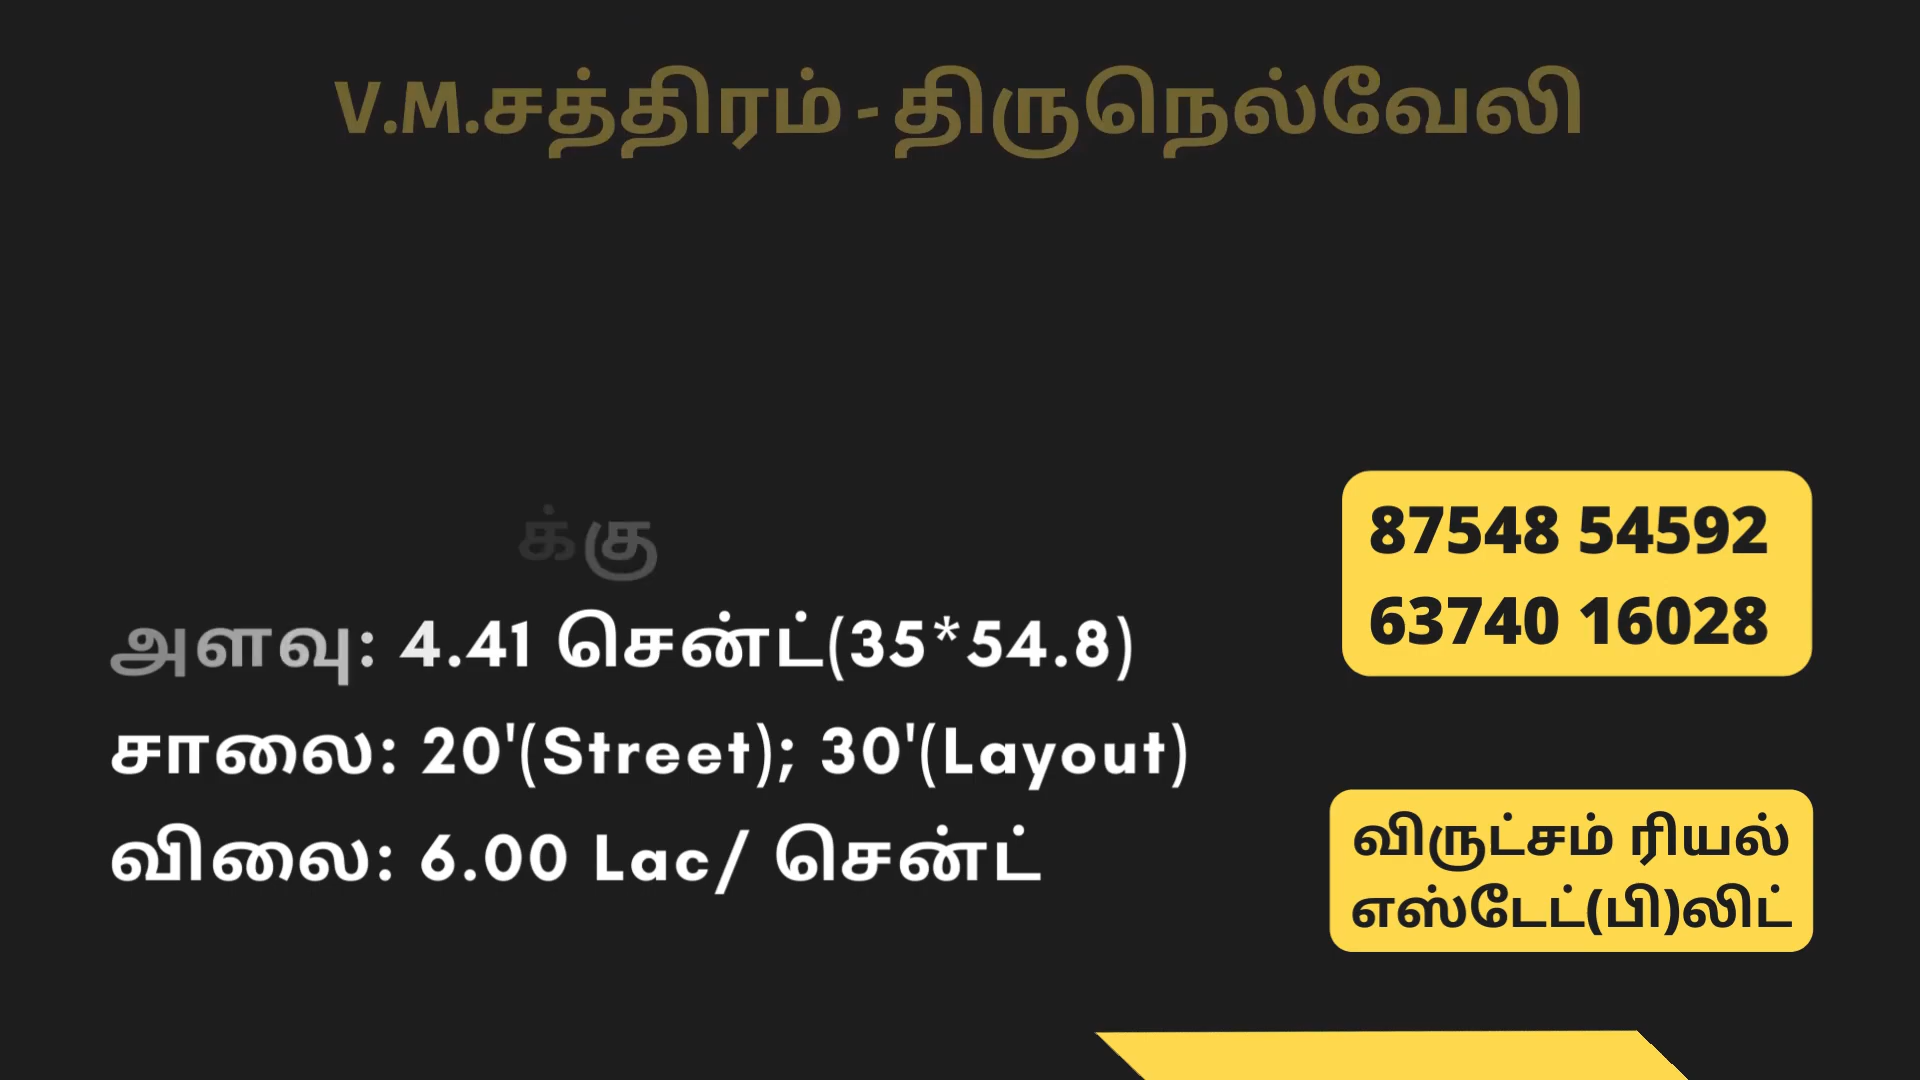 V.M.சத்திரம் - திருநெல்வேலி
க்கு
அளவு: 4.41 சென்ட்(35*54.8)
சாலை: 20'(Street); 30'(Layout)
விலை: 6.00 Lac/ சென்ட்
87548 54592
63740 16028
விருட்சம் ரியல்
எஸ்டேட்(பி)லிட்